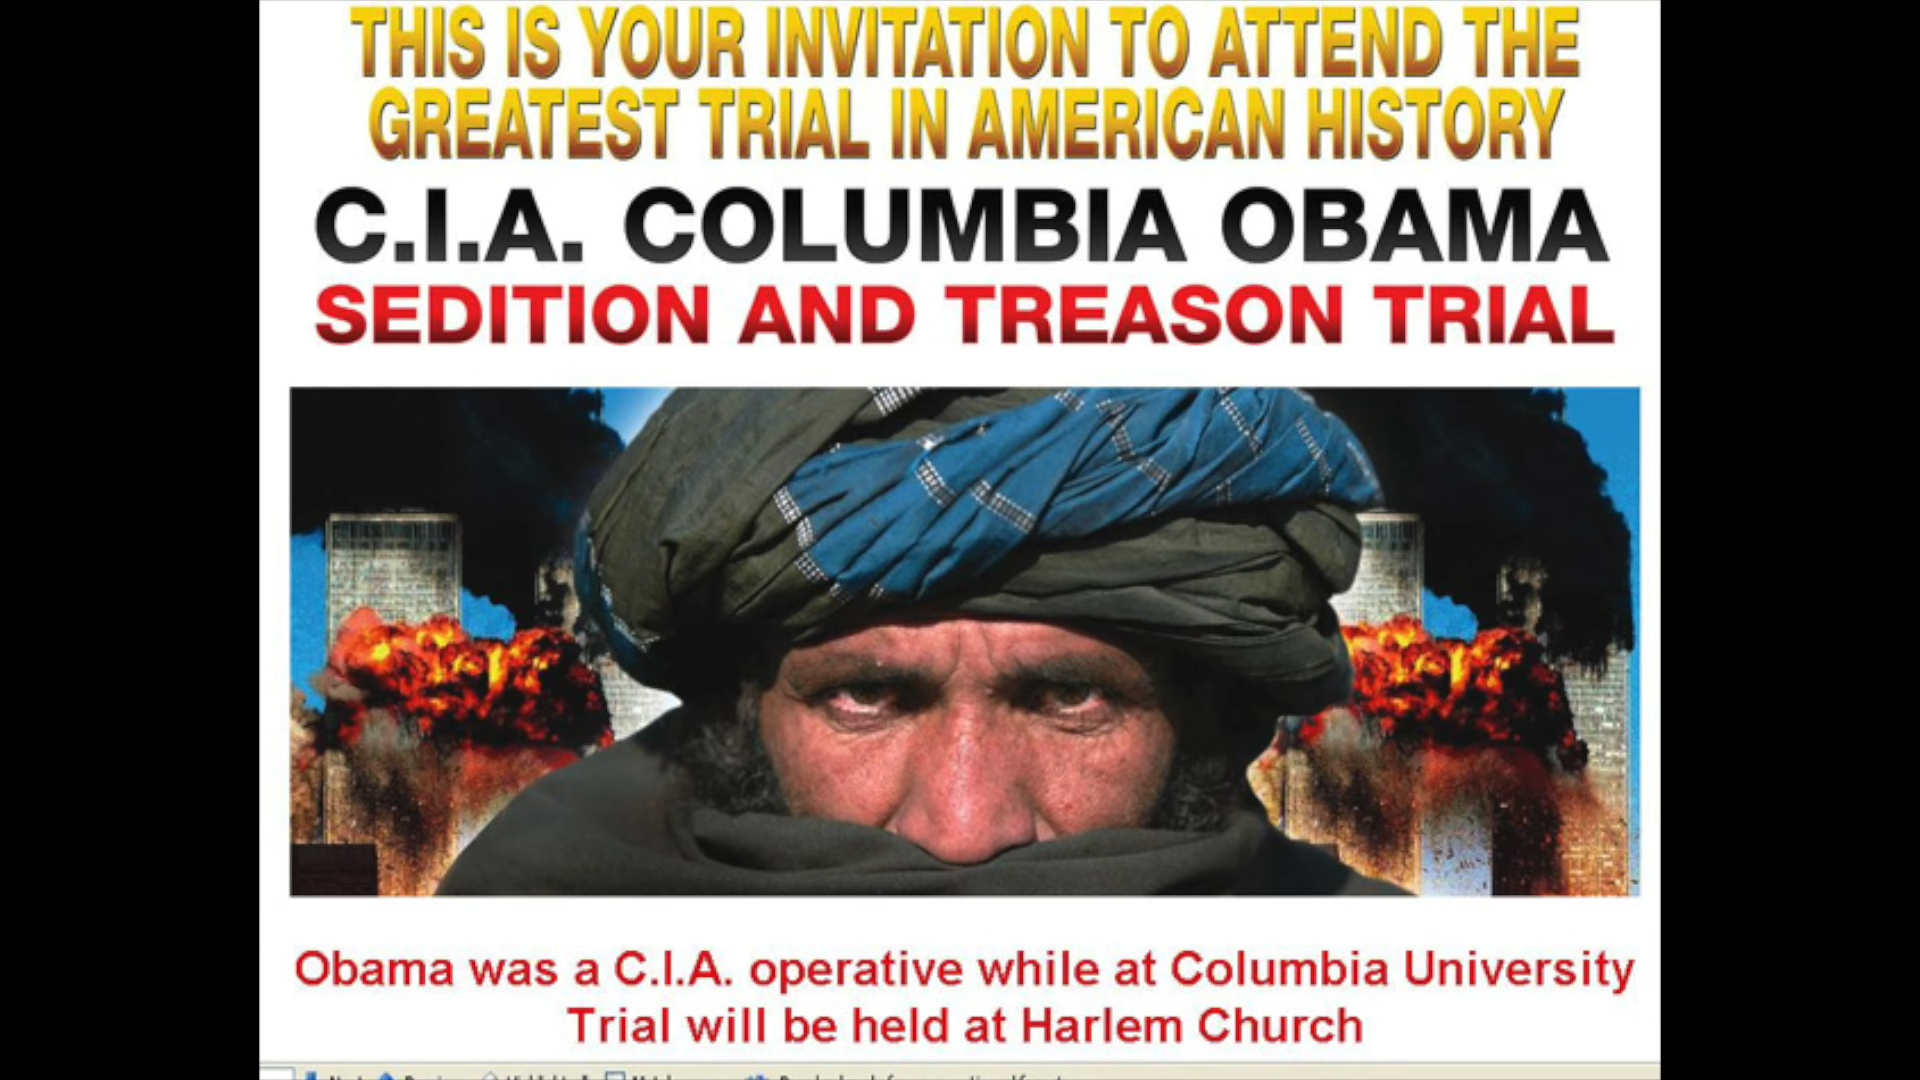 THIS IS YOUR INVITATION TO ATTEND THE
GREATEST TRIAL IN AMERICAN HISTORY
C.I.A. COLUMBIA OBAMA
SEDITION AND TREASON TRIAL
Obama was a C.I.A. operative while at Columbia University
Trial will be held at Harlem Church